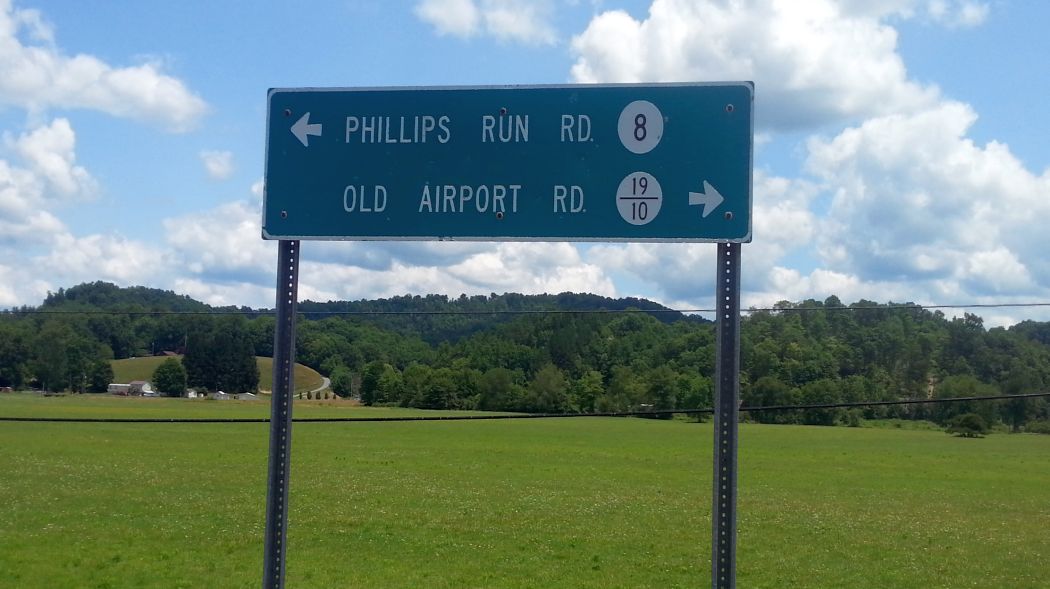 PHILLIPS RUN RD. 8
OLD AIRPORT RD. 19/10